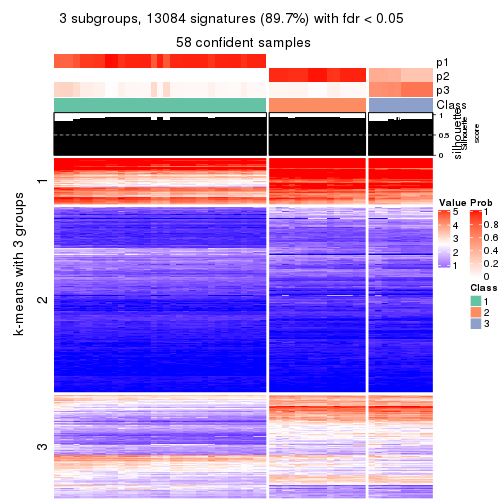 3 subgroups, 13084 signatures (89.7%) with fdr < 0.05
58 confident samples
p1
p2
p3
Class
1
0.5
0
silhouette
Silhouette
score
k-means with 3 groups
1
2
3
Value
5
4
3
2
1
Prob
1
0.8
0.6
0.4
0.2
0
Class
1
2
3